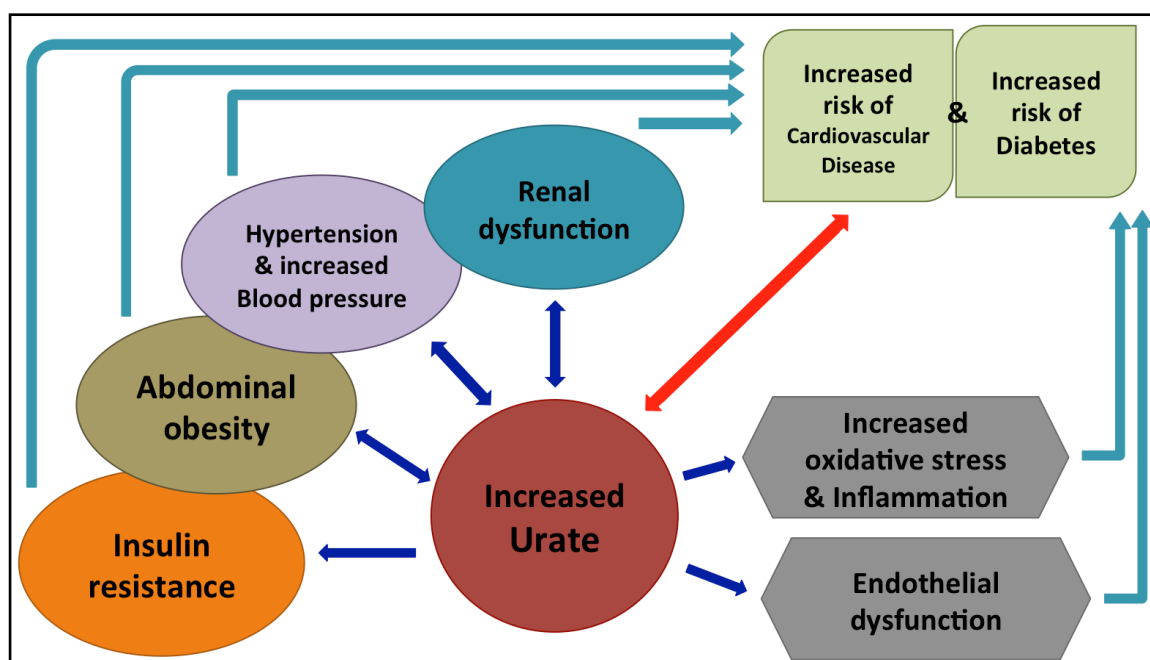 Increased
risk of
Cardiovascular
Disease
&
Increased
risk of
Diabetes
Renal
dysfunction
Hypertension
& increased
Blood pressure
Abdominal
obesity
Insulin
resistance
Increased
Urate
Increased
oxidative stress
& Inflammation
Endothelial
dysfunction